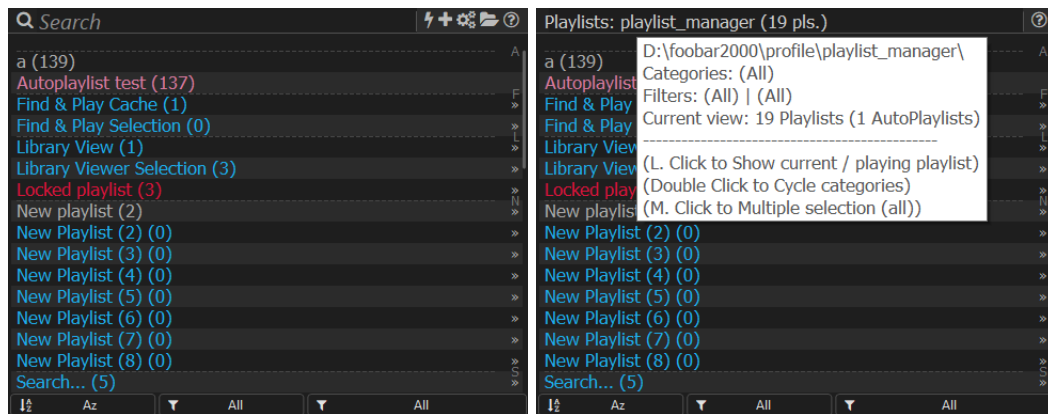 Search
A
a (139)
Autoplaylist test (137)
F
Find & Play Cache (1) »
Find & Play Selection (0) »
L
Library View (1) »
Library Viewer Selection (3) »
Locked playlist (3) »
N
New playlist (2) »
New Playlist (2) (0) »
New Playlist (3) (0) »
New Playlist (4) (0) »
New Playlist (5) (0) »
New Playlist (6) (0) »
New Playlist (7) (0) »
New Playlist (8) (0) »
S
Search... (5) »
Az All All
Playlists: playlist_manager (19 pls.)
D:\foobar2000\profile\playlist_manager\
Categories: (All)
Filters: (All) | (All)
Current view: 19 Playlists (1 AutoPlaylists)
----------------------------------------------
(L. Click to Show current / playing playlist)
(Double Click to Cycle categories)
(M. Click to Multiple selection (all))
A
a (139)
Autoplaylist
F
Find & Play »
Find & Play »
L
Library View »
Library View »
Locked play »
N
New playlist »
New Playlist (2) (0) »
New Playlist (3) (0) »
New Playlist (4) (0) »
New Playlist (5) (0) »
New Playlist (6) (0) »
New Playlist (7) (0) »
New Playlist (8) (0) »
S
Search... (5) »
Az All All